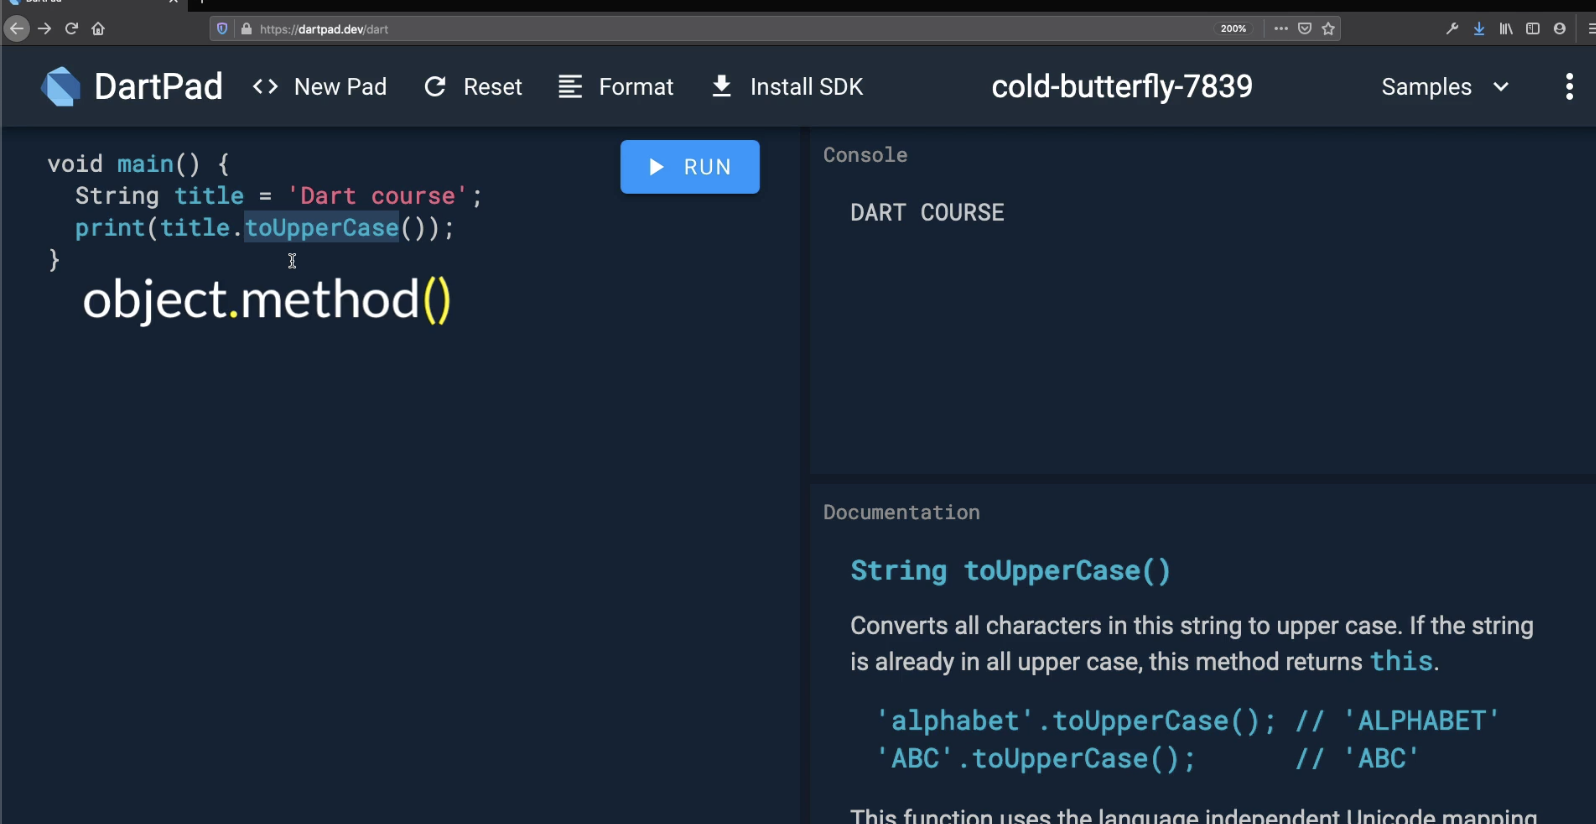 https://dartpad.dev/dart
200%
DartPad
<> New Pad
Reset
Format
Install SDK
cold-butterfly-7839
Samples
void main() {
  String title = 'Dart course';
  print(title.toUpperCase());
}
object.method()
RUN
Console
DART COURSE
Documentation
String toUpperCase()
Converts all characters in this string to upper case. If the string
is already in all upper case, this method returns this.
'alphabet'.toUpperCase(); // 'ALPHABET'
'ABC'.toUpperCase();      // 'ABC'
This function uses the language independent Unicode mapping